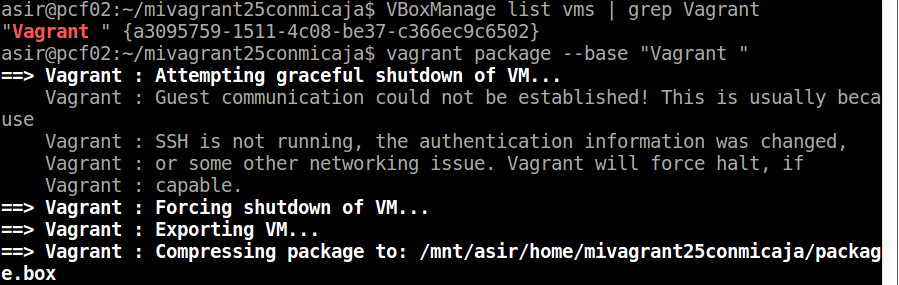 asir@pcf02:~/mivagrant25conmicaja$ VBoxManage list vms | grep Vagrant
"Vagrant " {a3095759-1511-4c08-be37-c366ec9c6502}
asir@pcf02:~/mivagrant25conmicaja$ vagrant package --base "Vagrant "
==> Vagrant : Attempting graceful shutdown of VM...
    Vagrant : Guest communication could not be established! This is usually beca
use
    Vagrant : SSH is not running, the authentication information was changed,
    Vagrant : or some other networking issue. Vagrant will force halt, if
    Vagrant : capable.
==> Vagrant : Forcing shutdown of VM...
==> Vagrant : Exporting VM...
==> Vagrant : Compressing package to: /mnt/asir/home/mivagrant25conmicaja/packag
e.box